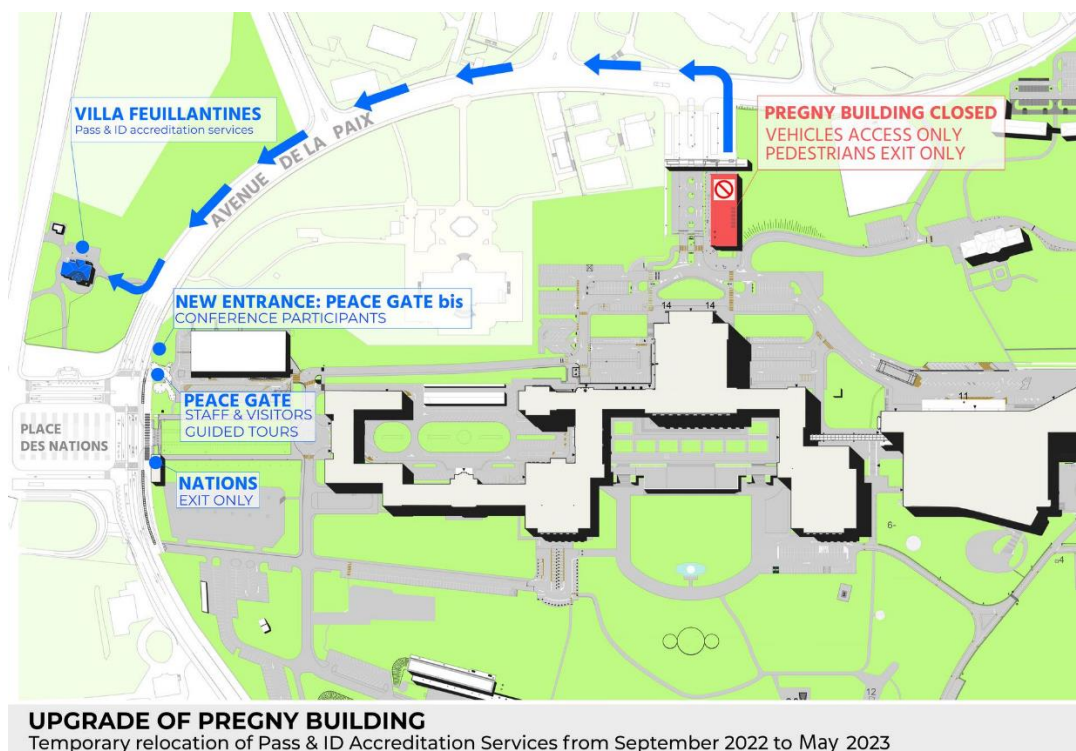 VILLA FEUILLANTINES
Pass & ID accreditation services
AVENUE DE LA PAIX
PREGNY BUILDING CLOSED
VEHICLES ACCESS ONLY
PEDESTRIANS EXIT ONLY
NEW ENTRANCE: PEACE GATE bis
CONFERENCE PARTICIPANTS
14 14
PEACE GATE
STAFF & VISITORS
GUIDED TOURS
11
PLACE
DES NATIONS
NATIONS
EXIT ONLY
6
4
12
UPGRADE OF PREGNY BUILDING
Temporary relocation of Pass & ID Accreditation Services from September 2022 to May 2023